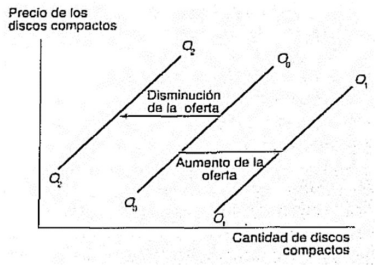 Precio de los
discos compactos
O₂
O₀
O₁
Disminución
de la oferta
Aumento de la
oferta
O₂
O₀
O₁
Cantidad de discos
compactos